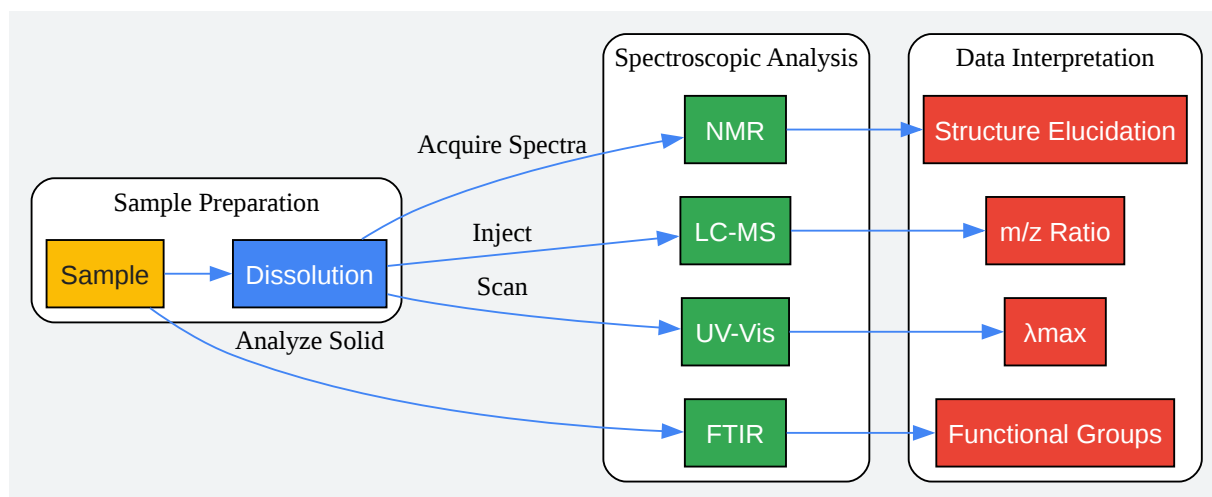 Spectroscopic Analysis
Data Interpretation
NMR
Structure Elucidation
Acquire Spectra
Sample Preparation
LC-MS
m/z Ratio
Inject
Sample
Dissolution
Scan
UV-Vis
λmax
Analyze Solid
FTIR
Functional Groups